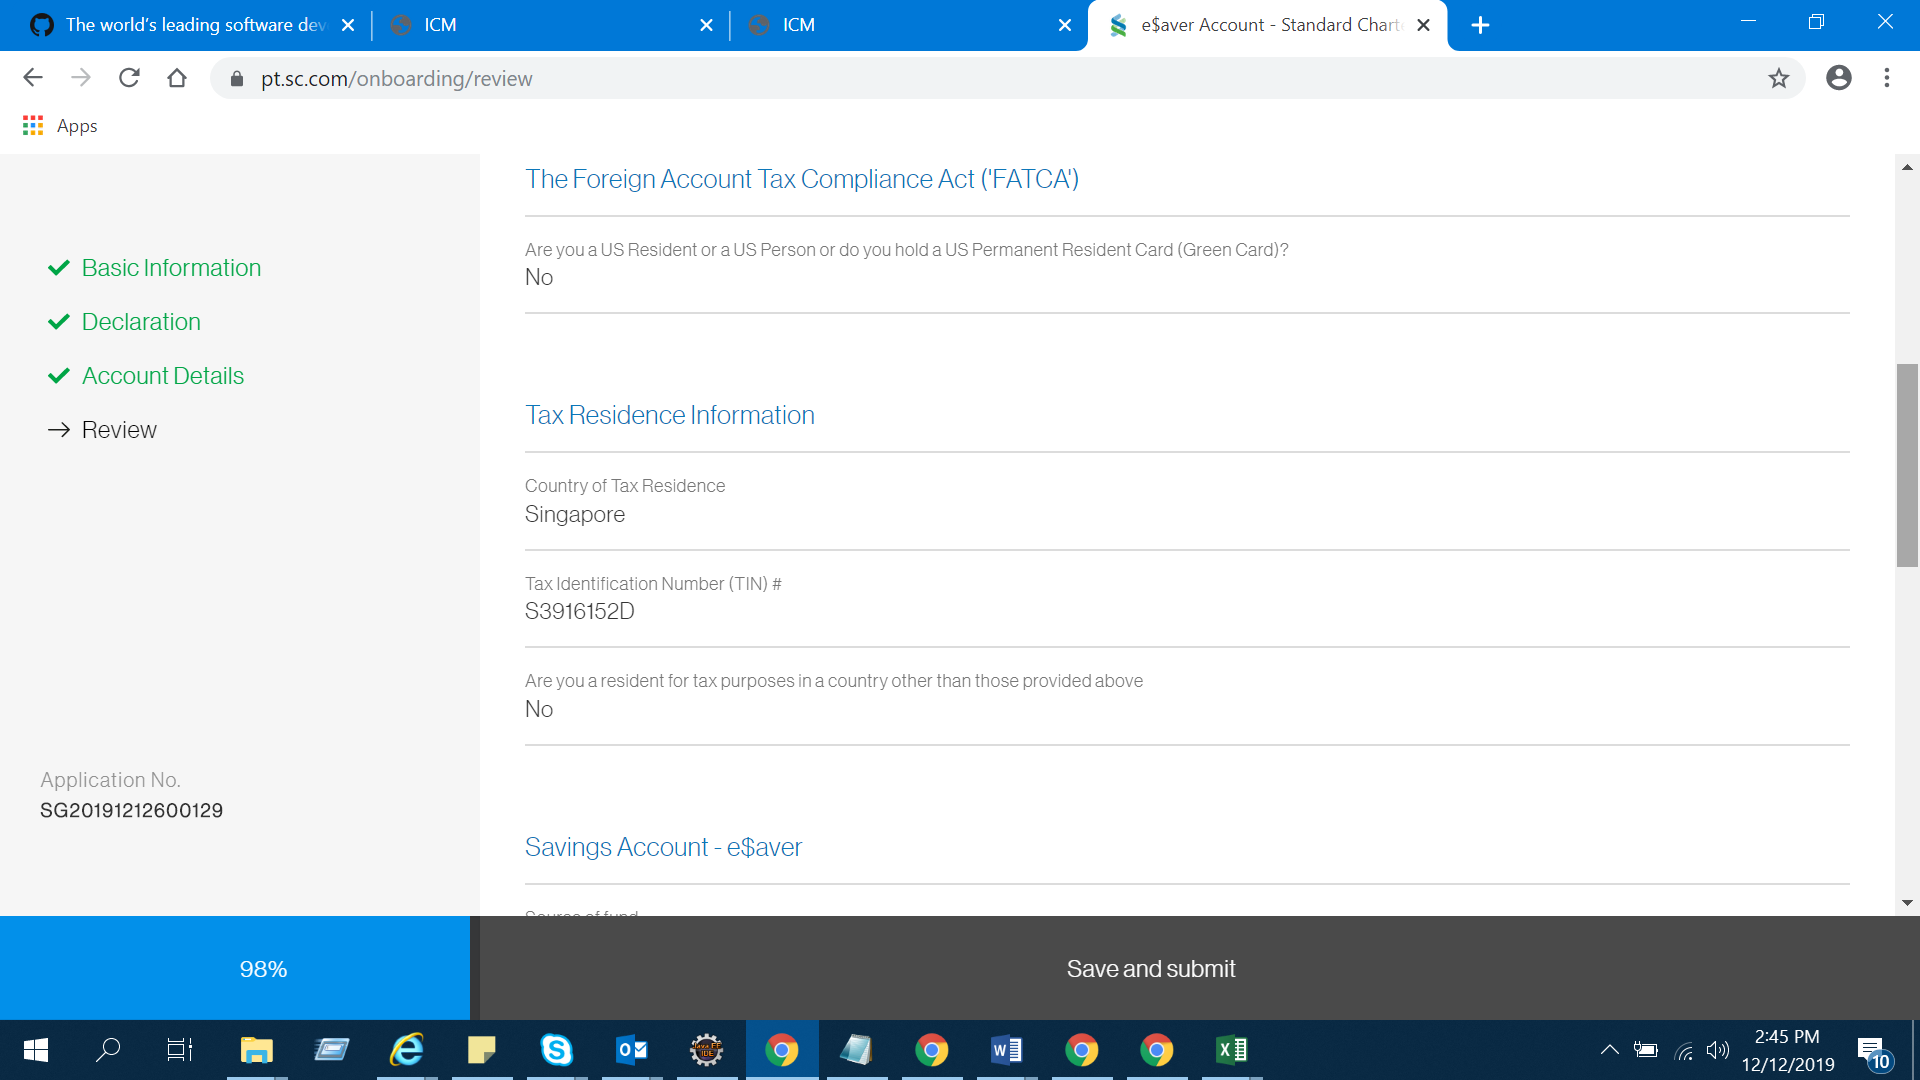 The world's leading software dev
ICM
ICM
e$aver Account - Standard Charte
pt.sc.com/onboarding/review
Apps
Basic Information
Declaration
Account Details
Review
Application No.
SG20191212600129
The Foreign Account Tax Compliance Act ('FATCA')
Are you a US Resident or a US Person or do you hold a US Permanent Resident Card (Green Card)?
No
Tax Residence Information
Country of Tax Residence
Singapore
Tax Identification Number (TIN) #
S3916152D
Are you a resident for tax purposes in a country other than those provided above
No
Savings Account - e$aver
Source of fund
98%
Save and submit
2:45 PM
12/12/2019
10